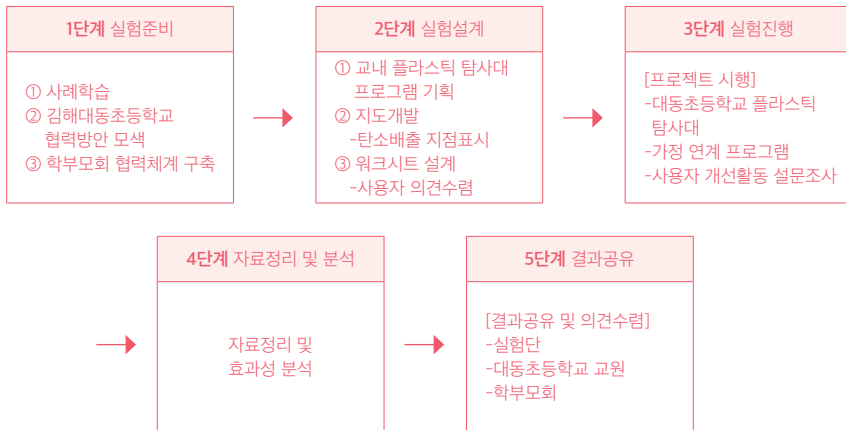 1단계 실험준비
① 사례학습
② 김해대동초등학교
협력방안 모색
③ 학부모회 협력체계 구축
2단계 실험설계
① 교내 플라스틱 탐사대
프로그램 기획
② 지도개발
-탄소배출 지점표시
③ 워크시트 설계
-사용자 의견수렴
3단계 실험진행
[프로젝트 시행]
-대동초등학교 플라스틱
탐사대
-가정 연계 프로그램
-사용자 개선활동 설문조사
4단계 자료정리 및 분석
자료정리 및
효과성 분석
5단계 결과공유
[결과공유 및 의견수렴]
-실험단
-대동초등학교 교원
-학부모회